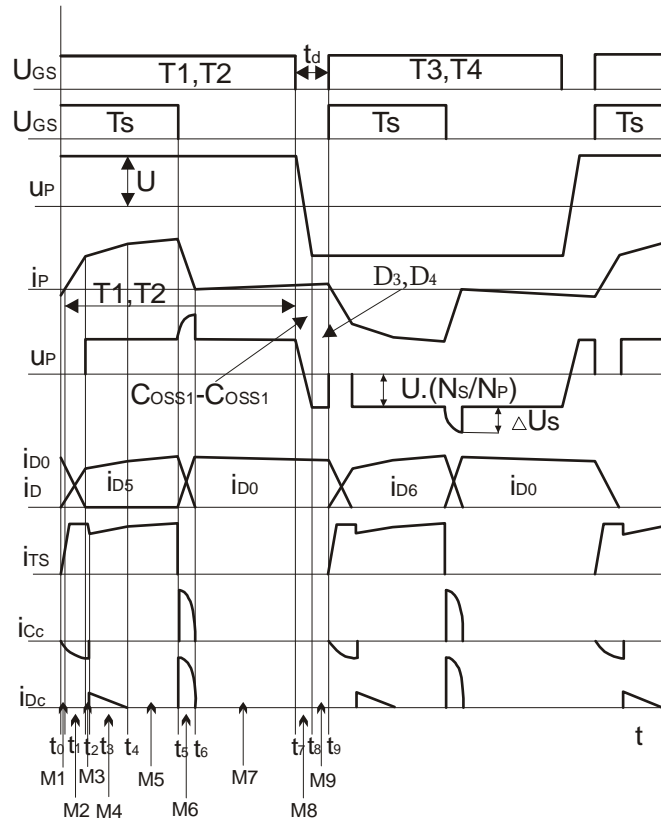 UGS T1,T2 td T3,T4
UGS Ts Ts Ts
uP U
iP T1,T2 D3,D4
uP COSS1-COSS1 U.(NS/NP)
△Us
iD0
iD iD5 iD0 iD6 iD0
iTS
iCc
iDc
t0 t1 t2 t3 t4 t5 t6 t7 t8 t9 t
M1 M3 M5 M7 M9
M2 M4 M6 M8